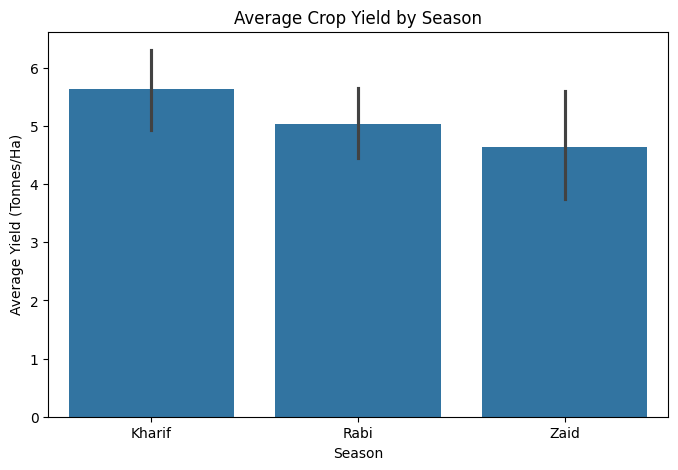 Average Crop Yield by Season
Average Yield (Tonnes/Ha)
6
5
4
3
2
1
0
Kharif
Rabi
Zaid
Season